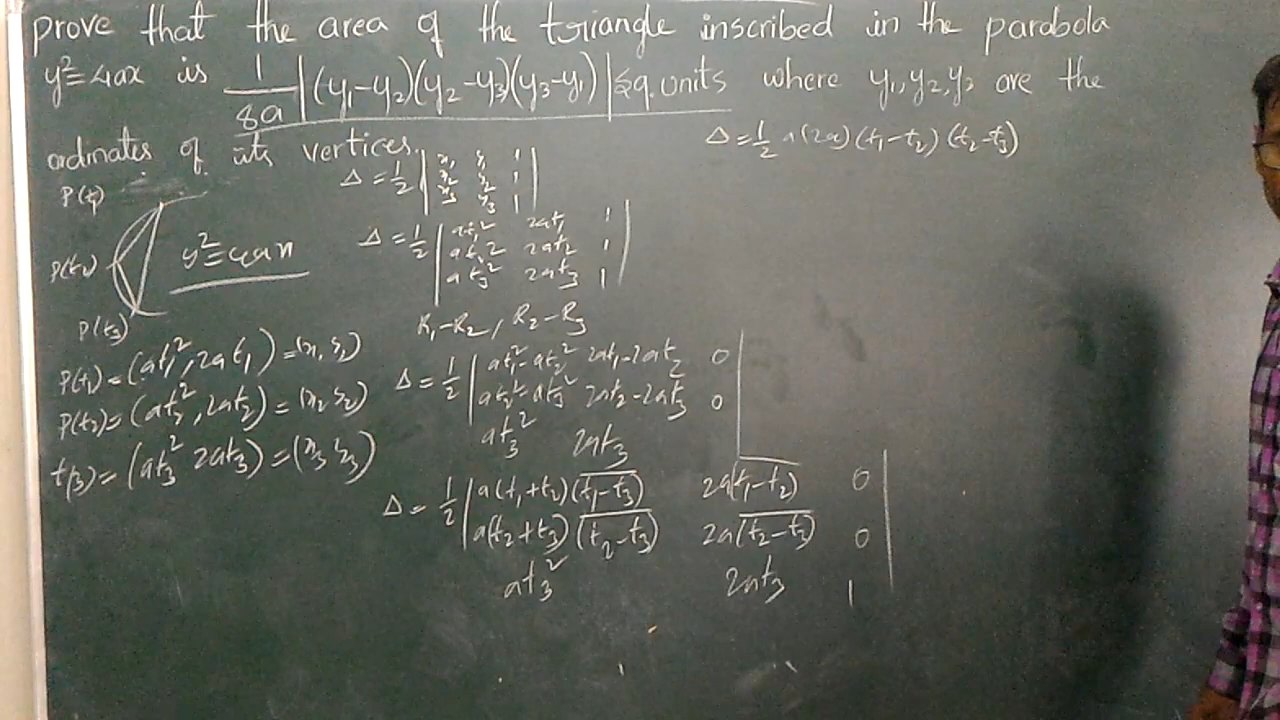 prove that the area of the triangle inscribed in the parabola
y²=4ax is 1/8a |(y₁-y₂)(y₂-y₃)(y₃-y₁)| sq.units where y₁,y₂,y₃ are the
ordinates of its vertices.
Δ = 1/2 | x₁ y₁ 1
x₂ y₂ 1
x₃ y₃ 1 |
P(t₁)
P(t₂)
P(t₃)
y²=4ax
Δ = 1/2 | at₁² 2at₁ 1
at₂² 2at₂ 1
at₃² 2at₃ 1 |
R₁-R₂, R₂-R₃
P(t₁) = (at₁², 2at₁) = (x₁ y₁)
P(t₂) = (at₂², 2at₂) = (x₂ y₂)
t(3) = (at₃² 2at₃) = (x₃ y₃)
Δ = 1/2 | at₁²-at₂² 2at₁-2at₂ 0
at₂²-at₃² 2at₂-2at₃ 0
at₃² 2at₃
Δ = 1/2 | a(t₁+t₂)(t₁-t₃) 2a(t₁-t₂) 0
a(t₂+t₃)(t₂-t₃) 2a(t₂-t₃) 0
at₃² 2at₃ 1 |
Δ = 1/2 a(2a)(t₁-t₂)(t₂-t₃)